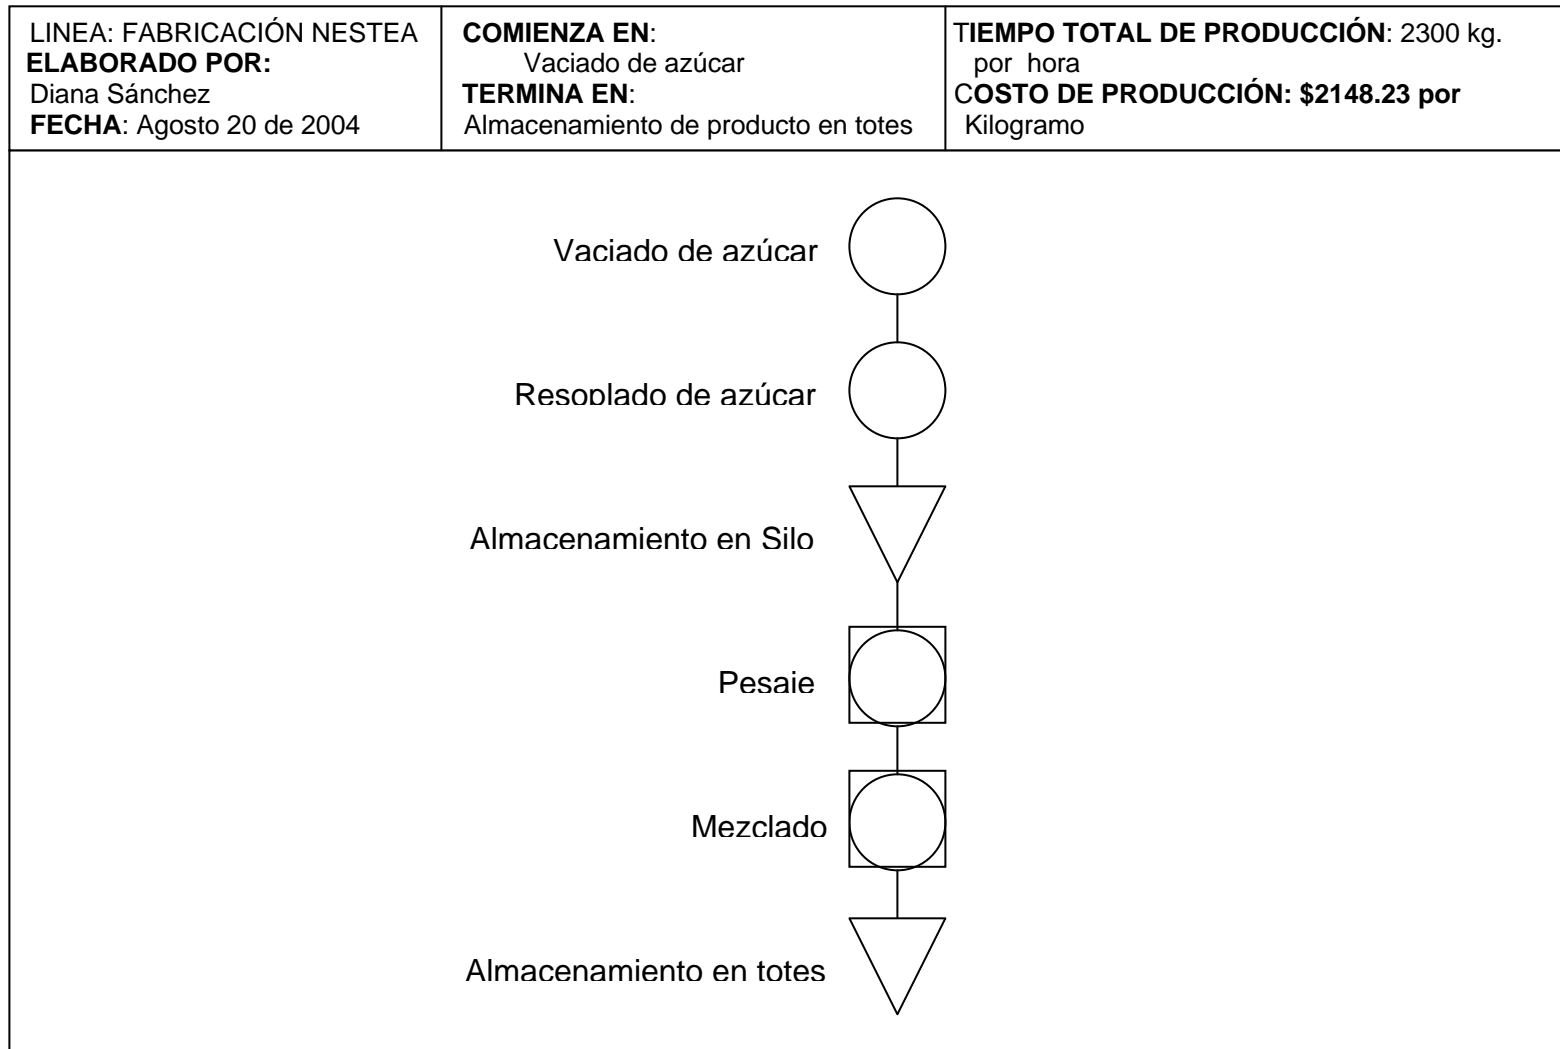 LINEA: FABRICACIÓN NESTEA
ELABORADO POR:
Diana Sánchez
FECHA: Agosto 20 de 2004
COMIENZA EN:
Vaciado de azúcar
TERMINA EN:
Almacenamiento de producto en totes
TIEMPO TOTAL DE PRODUCCIÓN: 2300 kg.
por hora
COSTO DE PRODUCCIÓN: $2148.23 por
Kilogramo
Vaciado de azúcar
Resoplado de azúcar
Almacenamiento en Silo
Pesaje
Mezclado
Almacenamiento en totes